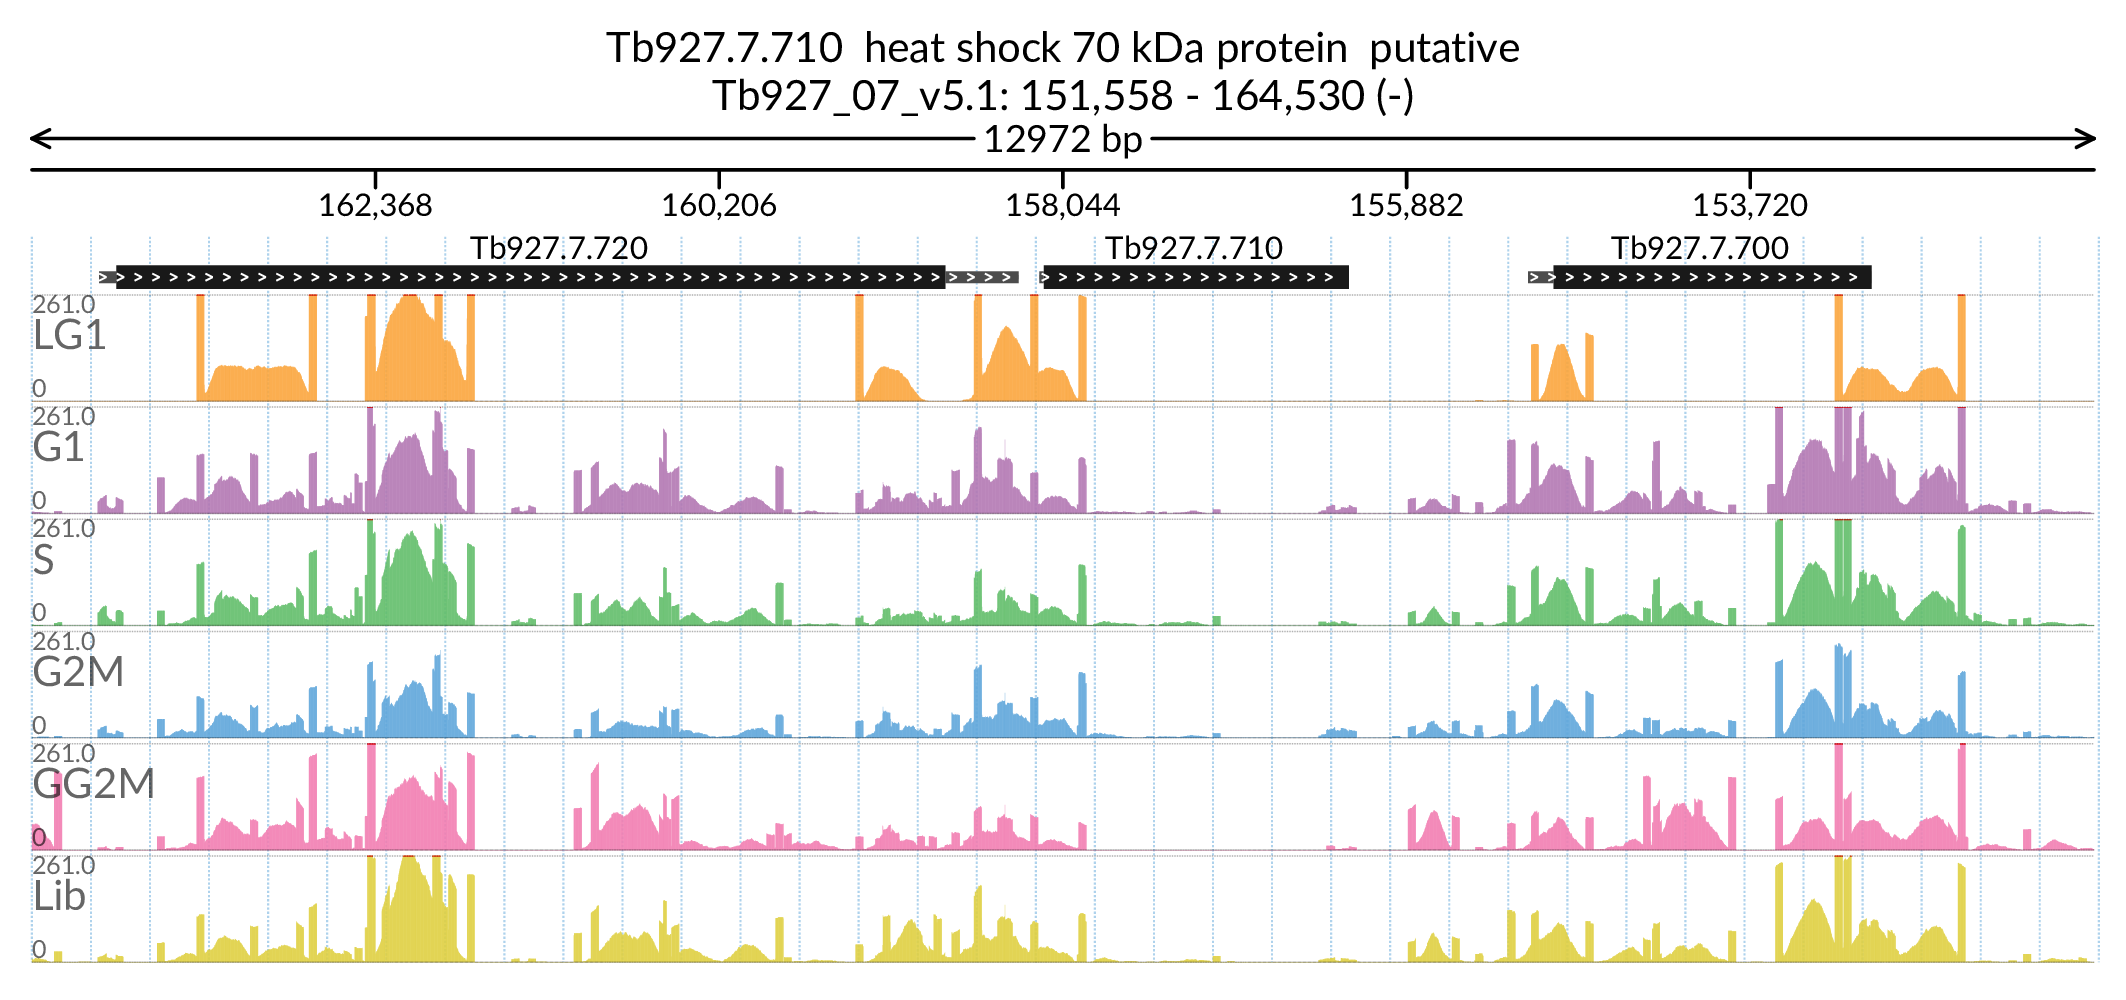 Tb927.7.710  heat shock 70 kDa protein  putative
Tb927_07_v5.1: 151,558 - 164,530 (-)
12972 bp
162,368 160,206 158,044 155,882 153,720
Tb927.7.720 Tb927.7.710 Tb927.7.700
261.0
LG1
0
261.0
G1
0
261.0
S
0
261.0
G2M
0
261.0
GG2M
0
261.0
Lib
0